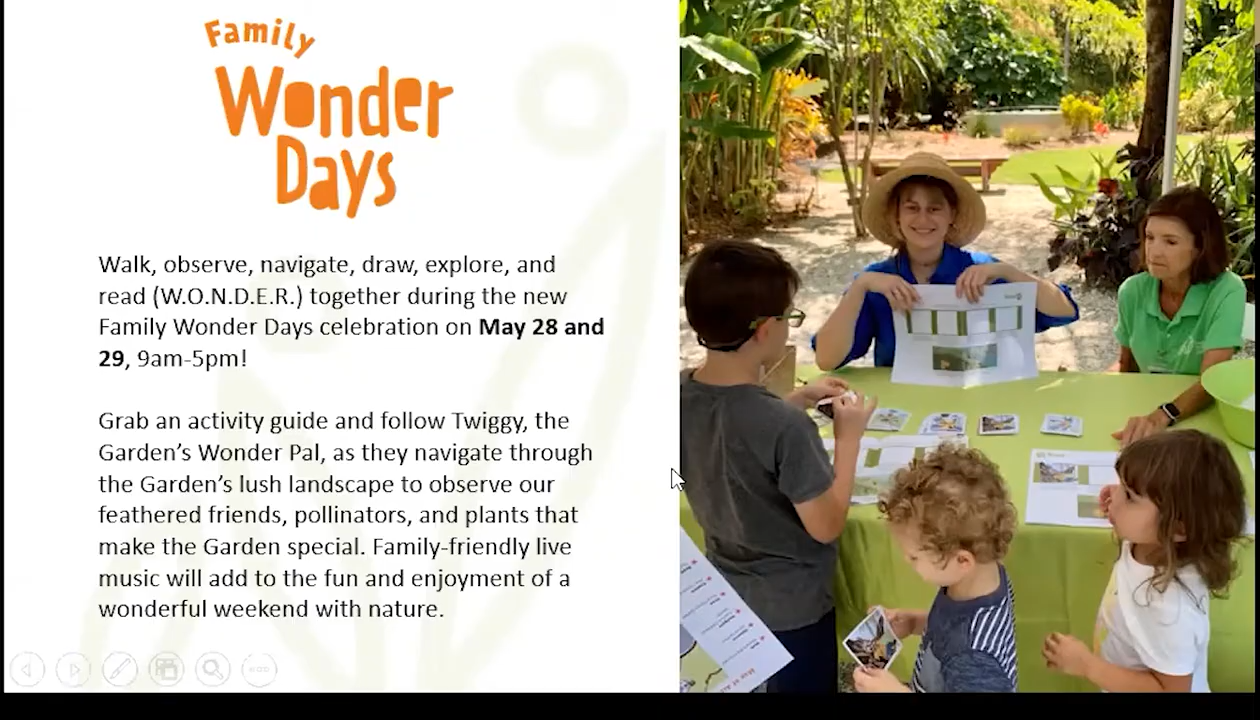 Family
Wonder
Days
Walk, observe, navigate, draw, explore, and
read (W.O.N.D.E.R.) together during the new
Family Wonder Days celebration on May 28 and
29, 9am-5pm!
Grab an activity guide and follow Twiggy, the
Garden's Wonder Pal, as they navigate through
the Garden's lush landscape to observe our
feathered friends, pollinators, and plants that
make the Garden special. Family-friendly live
music will add to the fun and enjoyment of a
wonderful weekend with nature.